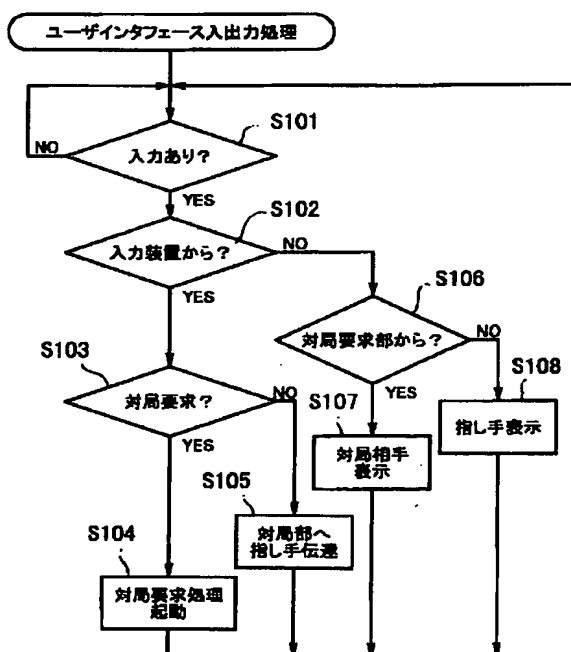 ユーザインタフェース入出力処理
S101
入力あり?
NO
YES
S102
入力装置から?
NO
YES
S106
対局要求部から?
NO
YES
S103
対局要求?
NO
YES
S108
指し手表示
S107
対局相手
表示
S105
対局部へ
指し手伝達
S104
対局要求処理
起動